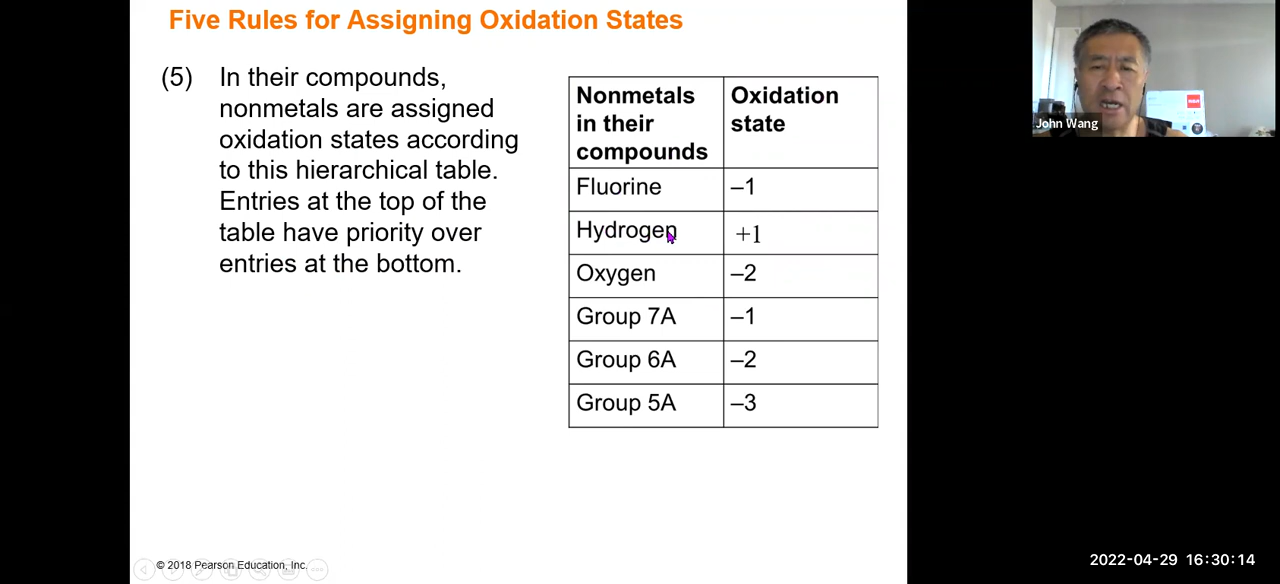 Five Rules for Assigning Oxidation States
(5) In their compounds,
nonmetals are assigned
oxidation states according
to this hierarchical table.
Entries at the top of the
table have priority over
entries at the bottom.
Nonmetals in their compounds | Oxidation state
Fluorine | –1
Hydrogen | +1
Oxygen | –2
Group 7A | –1
Group 6A | –2
Group 5A | –3
© 2018 Pearson Education, Inc.
John Wang
2022-04-29 16:30:14